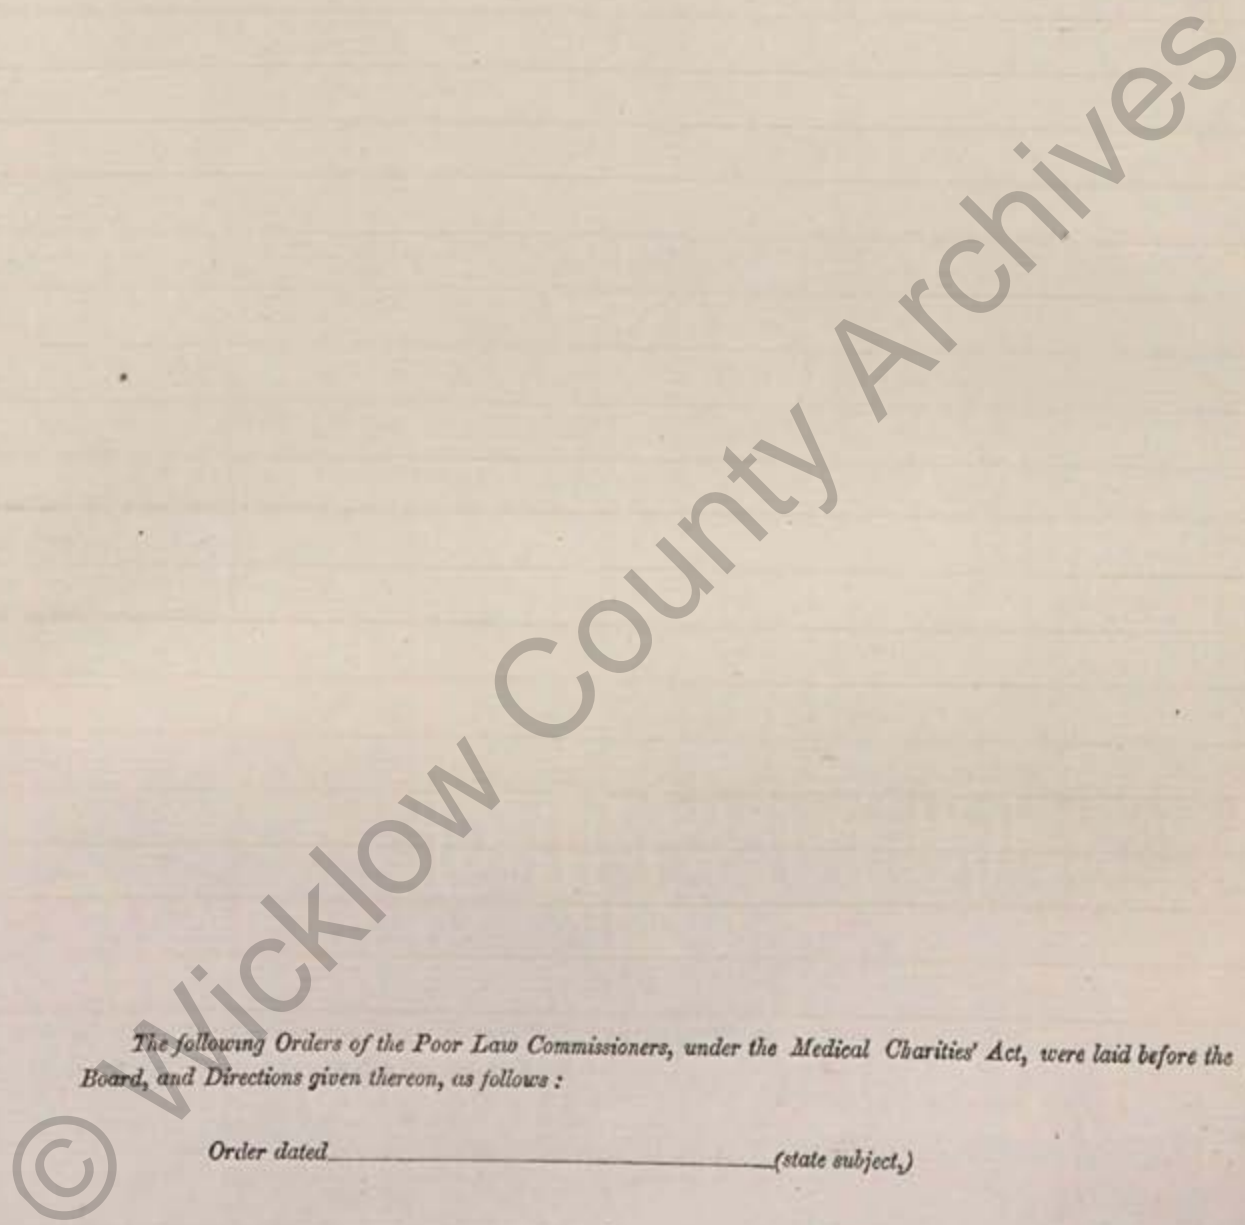 The following Orders of the Poor Law Commissioners, under the Medical Charities' Act, were laid before the
Board, and Directions given thereon, as follows :
Order dated (state subject,)
© Wicklow County Archives